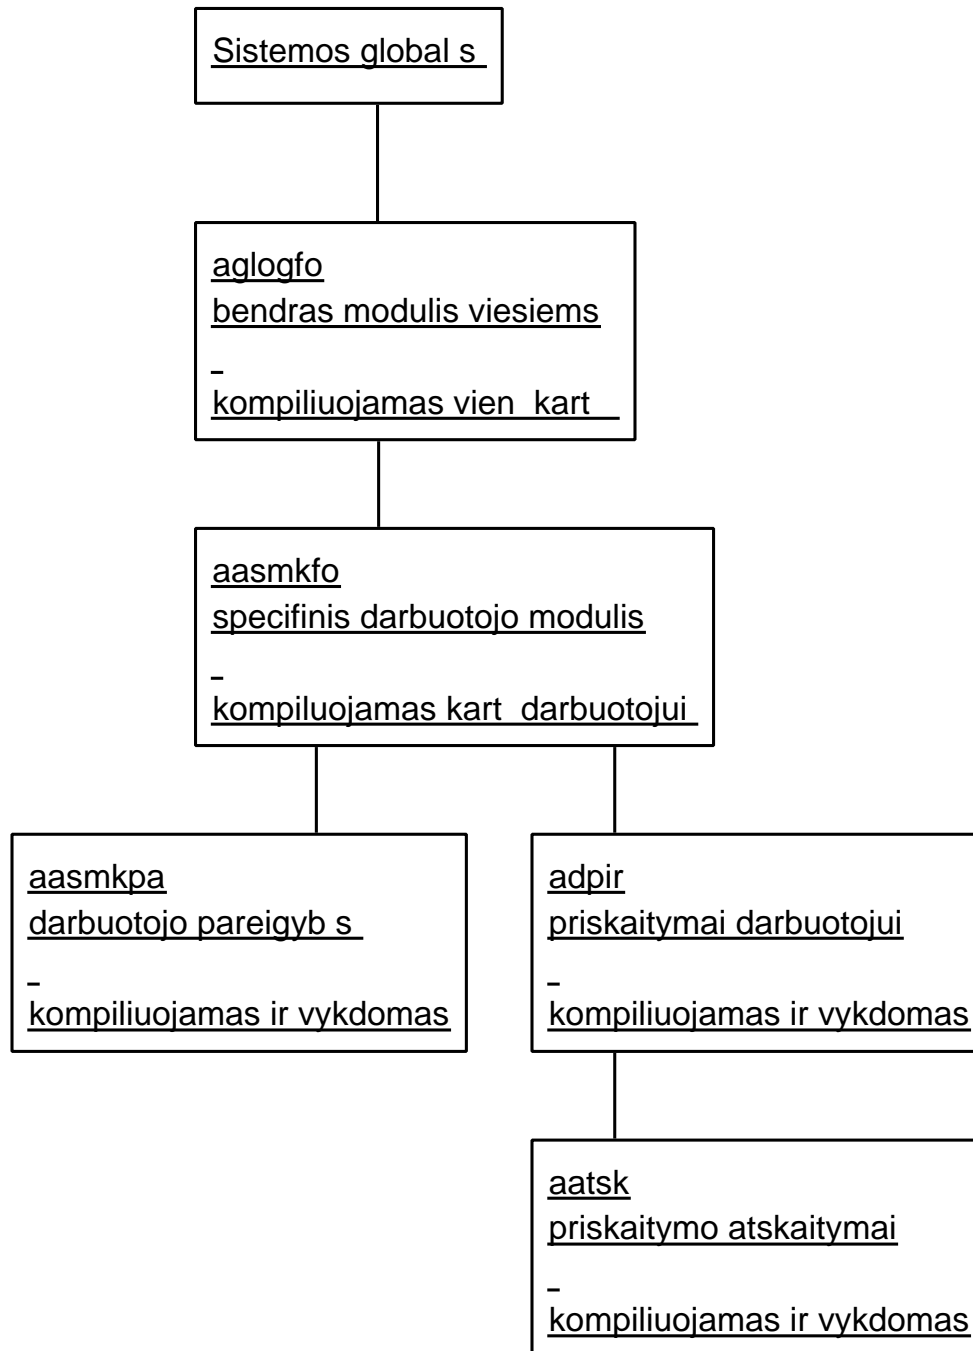 Sistemos global s
aglogfo
bendras modulis viesiems
kompiliuojamas vien kart
aasmkfo
specifinis darbuotojo modulis
kompiluojamas kart darbuotojui
aasmkpa
darbuotojo pareigyb s
kompiliuojamas ir vykdomas
adpir
priskaitymai darbuotojui
kompiliuojamas ir vykdomas
aatsk
priskaitymo atskaitymai
kompiliuojamas ir vykdomas